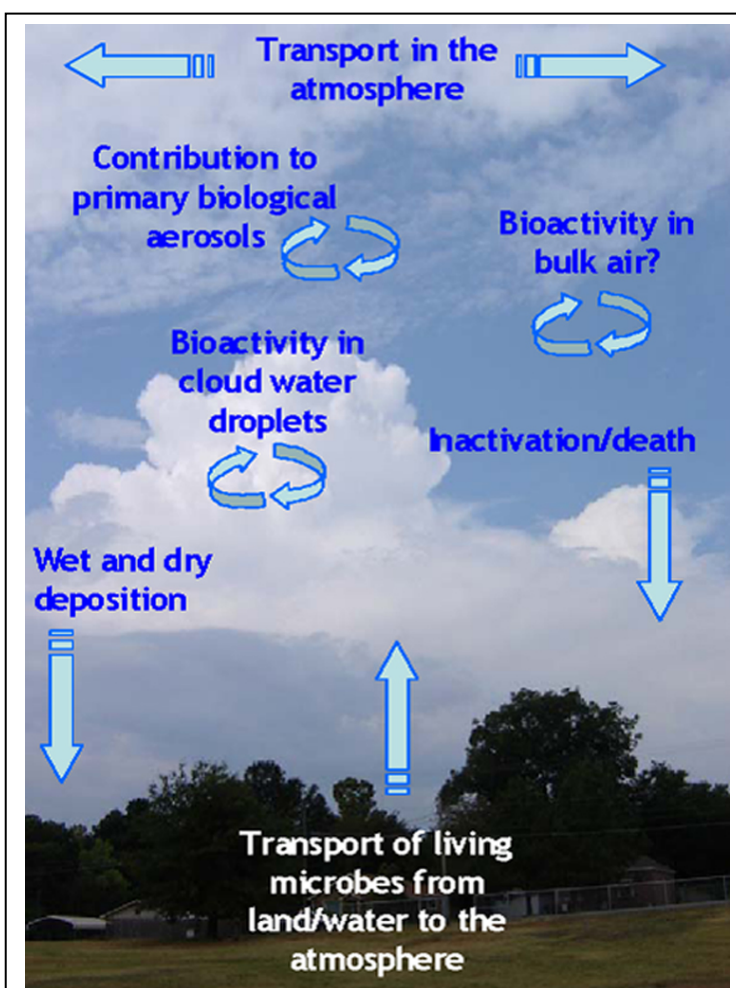 Transport in the
atmosphere
Contribution to
primary biological
aerosols
Bioactivity in
bulk air?
Bioactivity in
cloud water
droplets
Inactivation/death
Wet and dry
deposition
Transport of living
microbes from
land/water to the
atmosphere